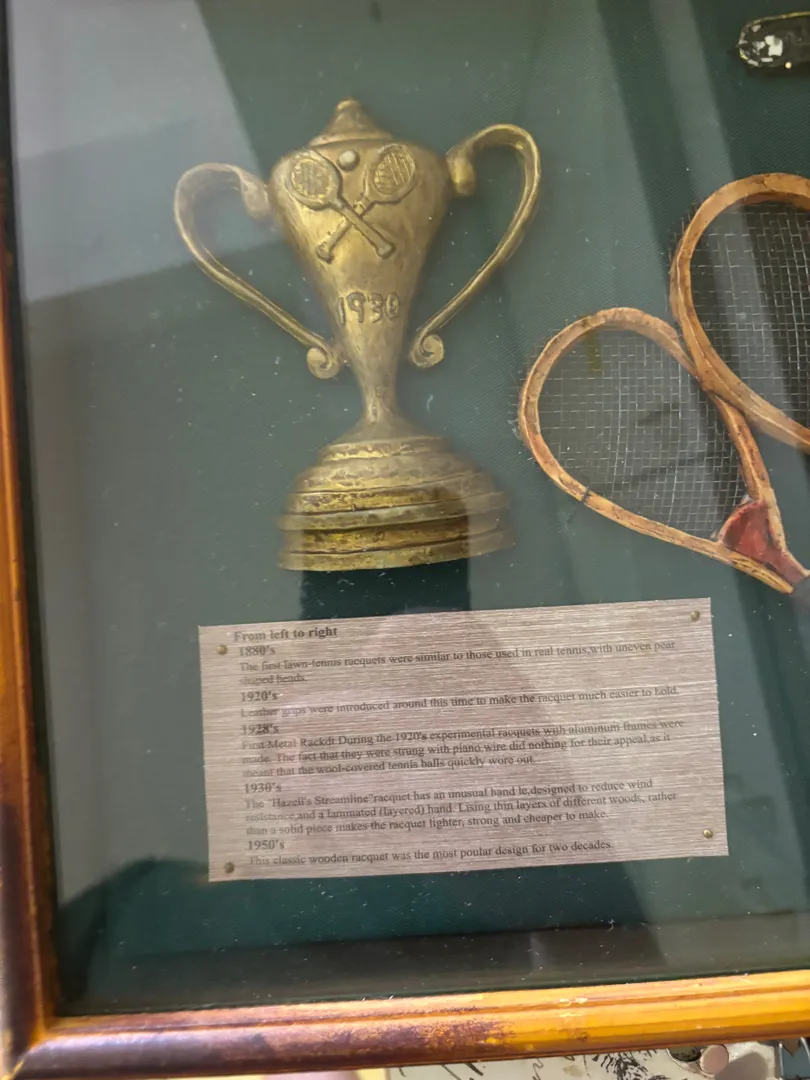 1930
From left to right
1880's
The first lawn-tennis racquets were similar to those used in real tennis,with uneven pear
shaped heads.
1920's
Leather grips were introduced around this time to make the racquet much easier to hold.
1928's
First Metal Rackdt During the 1920's experimental racquets with aluminum frames were
made. The fact that they were strung with piano wire did nothing for their appeal,as it
meant that the wool-covered tennis balls quickly wore out.
1930's
The "Hazell's Streamline"racquet has an unusual hand le,designed to reduce wind
resistance,and a lammated (layered) hand. Lising thin layers of different woods, rather
than a solid piece makes the racquet lighter, strong and cheaper to make.
1950's
This classic wooden racquet was the most poular design for two decades.